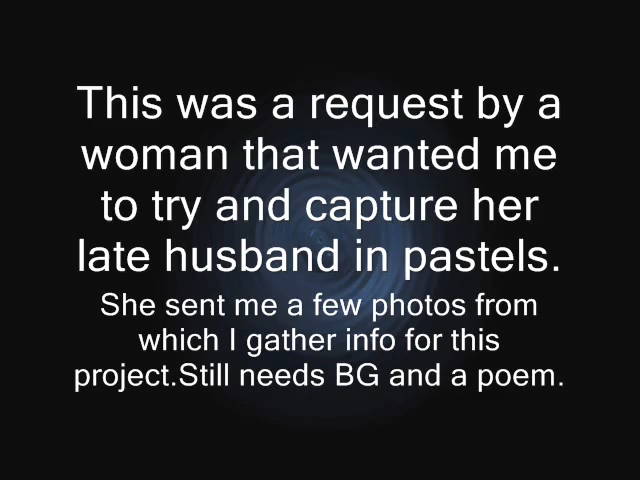 This was a request by a
woman that wanted me
to try and capture her
late husband in pastels.
She sent me a few photos from
which I gather info for this
project.Still needs BG and a poem.